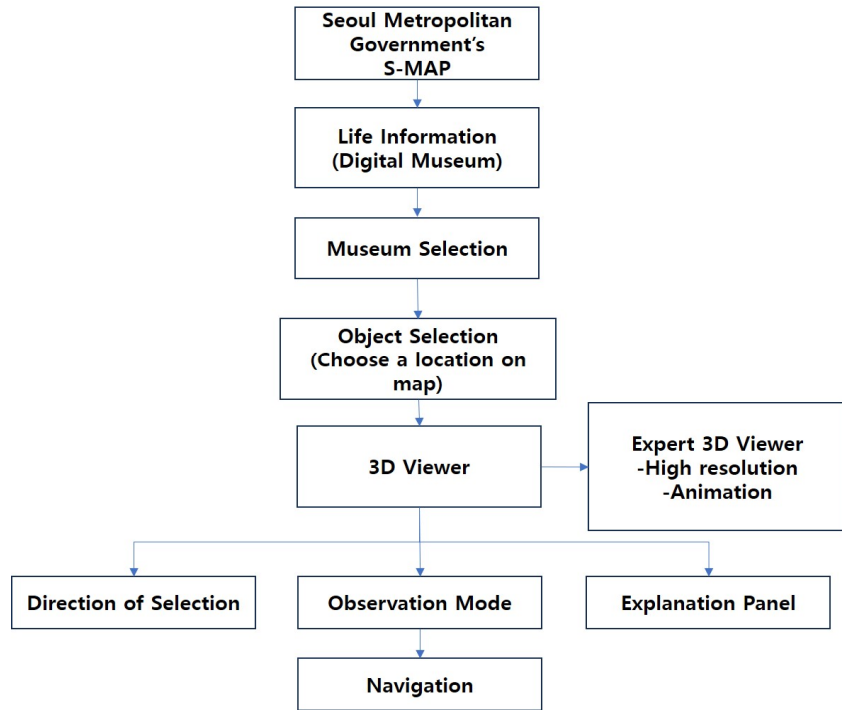 Seoul Metropolitan
Government's
S-MAP
Life Information
(Digital Museum)
Museum Selection
Object Selection
(Choose a location on
map)
3D Viewer
Expert 3D Viewer
-High resolution
-Animation
Direction of Selection
Observation Mode
Explanation Panel
Navigation